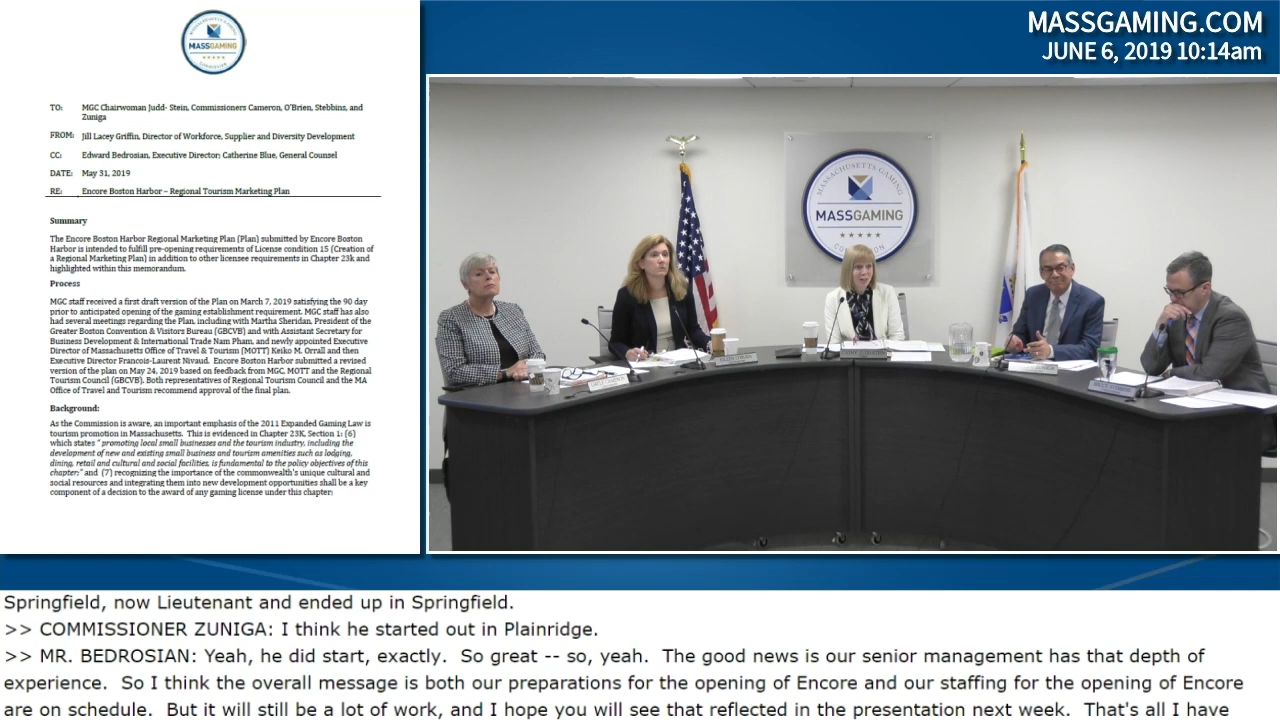 MASSACHUSETTS GAMING
MASSGAMING
★★★★★
COMMISSION
TO: MGC Chairwoman Judd- Stein, Commissioners Cameron, O'Brien, Stebbins, and
Zuniga
FROM: Jill Lacey Griffin, Director of Workforce, Supplier and Diversity Development
CC: Edward Bedrosian, Executive Director; Catherine Blue, General Counsel
DATE: May 31, 2019
RE: Encore Boston Harbor – Regional Tourism Marketing Plan
Summary
The Encore Boston Harbor Regional Marketing Plan (Plan) submitted by Encore Boston
Harbor is intended to fulfill pre-opening requirements of License condition 15 (Creation of
a Regional Marketing Plan) in addition to other licensee requirements in Chapter 23k and
highlighted within this memorandum.
Process
MGC staff received a first draft version of the Plan on March 7, 2019 satisfying the 90 day
prior to anticipated opening of the gaming establishment requirement. MGC staff has also
had several meetings regarding the Plan, including with Martha Sheridan, President of the
Greater Boston Convention & Visitors Bureau (GBCVB) and with Assistant Secretary for
Business Development & International Trade Nam Pham, and newly appointed Executive
Director of Massachusetts Office of Travel & Tourism (MOTT) Keiko M. Orrall and then
Executive Director Francois-Laurent Nivaud. Encore Boston Harbor submitted a revised
version of the plan on May 24, 2019 based on feedback from MGC, MOTT and the Regional
Tourism Council (GBCVB). Both representatives of Regional Tourism Council and the MA
Office of Travel and Tourism recommend approval of the final plan.
Background:
As the Commission is aware, an important emphasis of the 2011 Expanded Gaming Law is
tourism promotion in Massachusetts. This is evidenced in Chapter 23K, Section 1: (6)
which states " promoting local small businesses and the tourism industry, including the
development of new and existing small business and tourism amenities such as lodging,
dining, retail and cultural and social facilities, is fundamental to the policy objectives of this
chapter;" and (7) recognizing the importance of the commonwealth's unique cultural and
social resources and integrating them into new development opportunities shall be a key
component of a decision to the award of any gaming license under this chapter;
MASSGAMING.COM
JUNE 6, 2019 10:14am
MASSACHUSETTS GAMING
MASSGAMING
★★★★★
COMMISSION
Springfield, now Lieutenant and ended up in Springfield.
>> COMMISSIONER ZUNIGA: I think he started out in Plainridge.
>> MR. BEDROSIAN: Yeah, he did start, exactly.  So great -- so, yeah.  The good news is our senior management has that depth of
experience.  So I think the overall message is both our preparations for the opening of Encore and our staffing for the opening of Encore
are on schedule.  But it will still be a lot of work, and I hope you will see that reflected in the presentation next week.  That's all I have